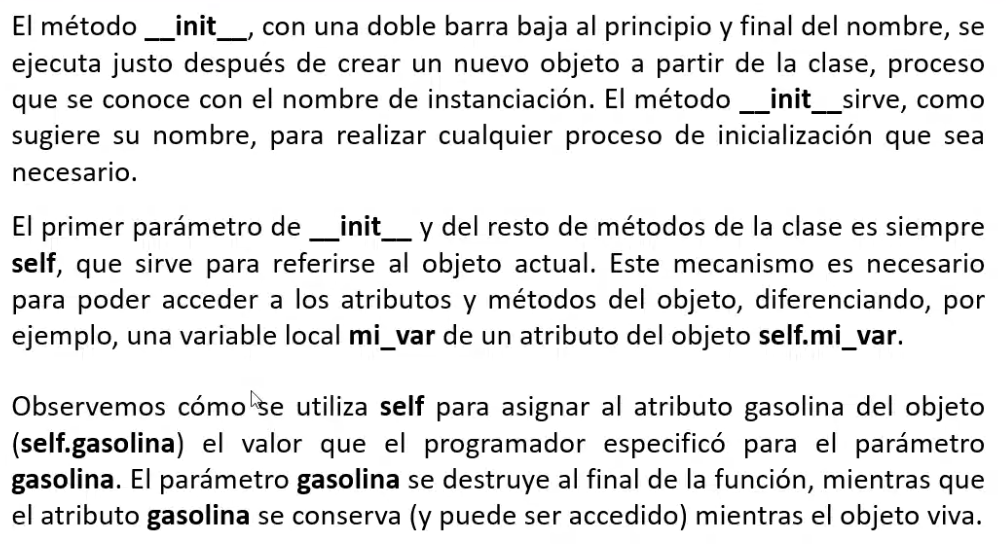 El método __init__, con una doble barra baja al principio y final del nombre, se
ejecuta justo después de crear un nuevo objeto a partir de la clase, proceso
que se conoce con el nombre de instanciación. El método __init__sirve, como
sugiere su nombre, para realizar cualquier proceso de inicialización que sea
necesario.
El primer parámetro de __init__ y del resto de métodos de la clase es siempre
self, que sirve para referirse al objeto actual. Este mecanismo es necesario
para poder acceder a los atributos y métodos del objeto, diferenciando, por
ejemplo, una variable local mi_var de un atributo del objeto self.mi_var.
Observemos cómo se utiliza self para asignar al atributo gasolina del objeto
(self.gasolina) el valor que el programador especificó para el parámetro
gasolina. El parámetro gasolina se destruye al final de la función, mientras que
el atributo gasolina se conserva (y puede ser accedido) mientras el objeto viva.